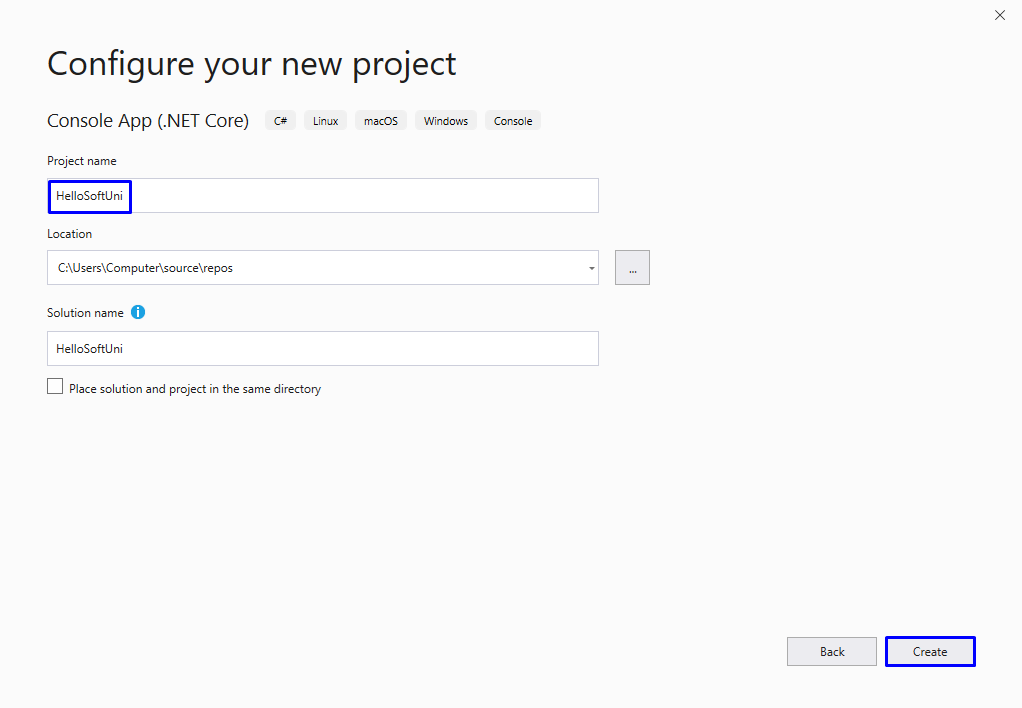 Configure your new project
Console App (.NET Core) C# Linux macOS Windows Console
Project name
HelloSoftUni
Location
C:\Users\Computer\source\repos
...
Solution name
HelloSoftUni
Place solution and project in the same directory
Back Create